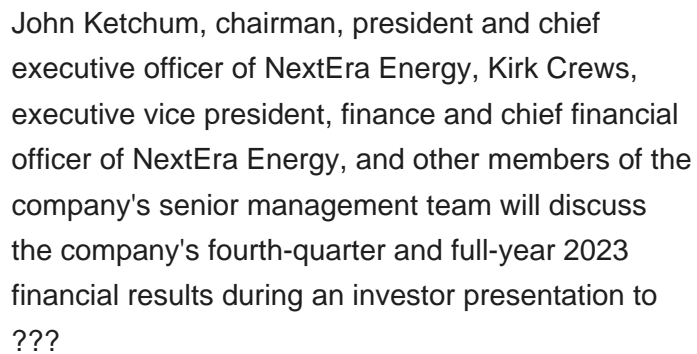 John Ketchum, chairman, president and chief
executive officer of NextEra Energy, Kirk Crews,
executive vice president, finance and chief financial
officer of NextEra Energy, and other members of the
company's senior management team will discuss
the company's fourth-quarter and full-year 2023
financial results during an investor presentation to
???